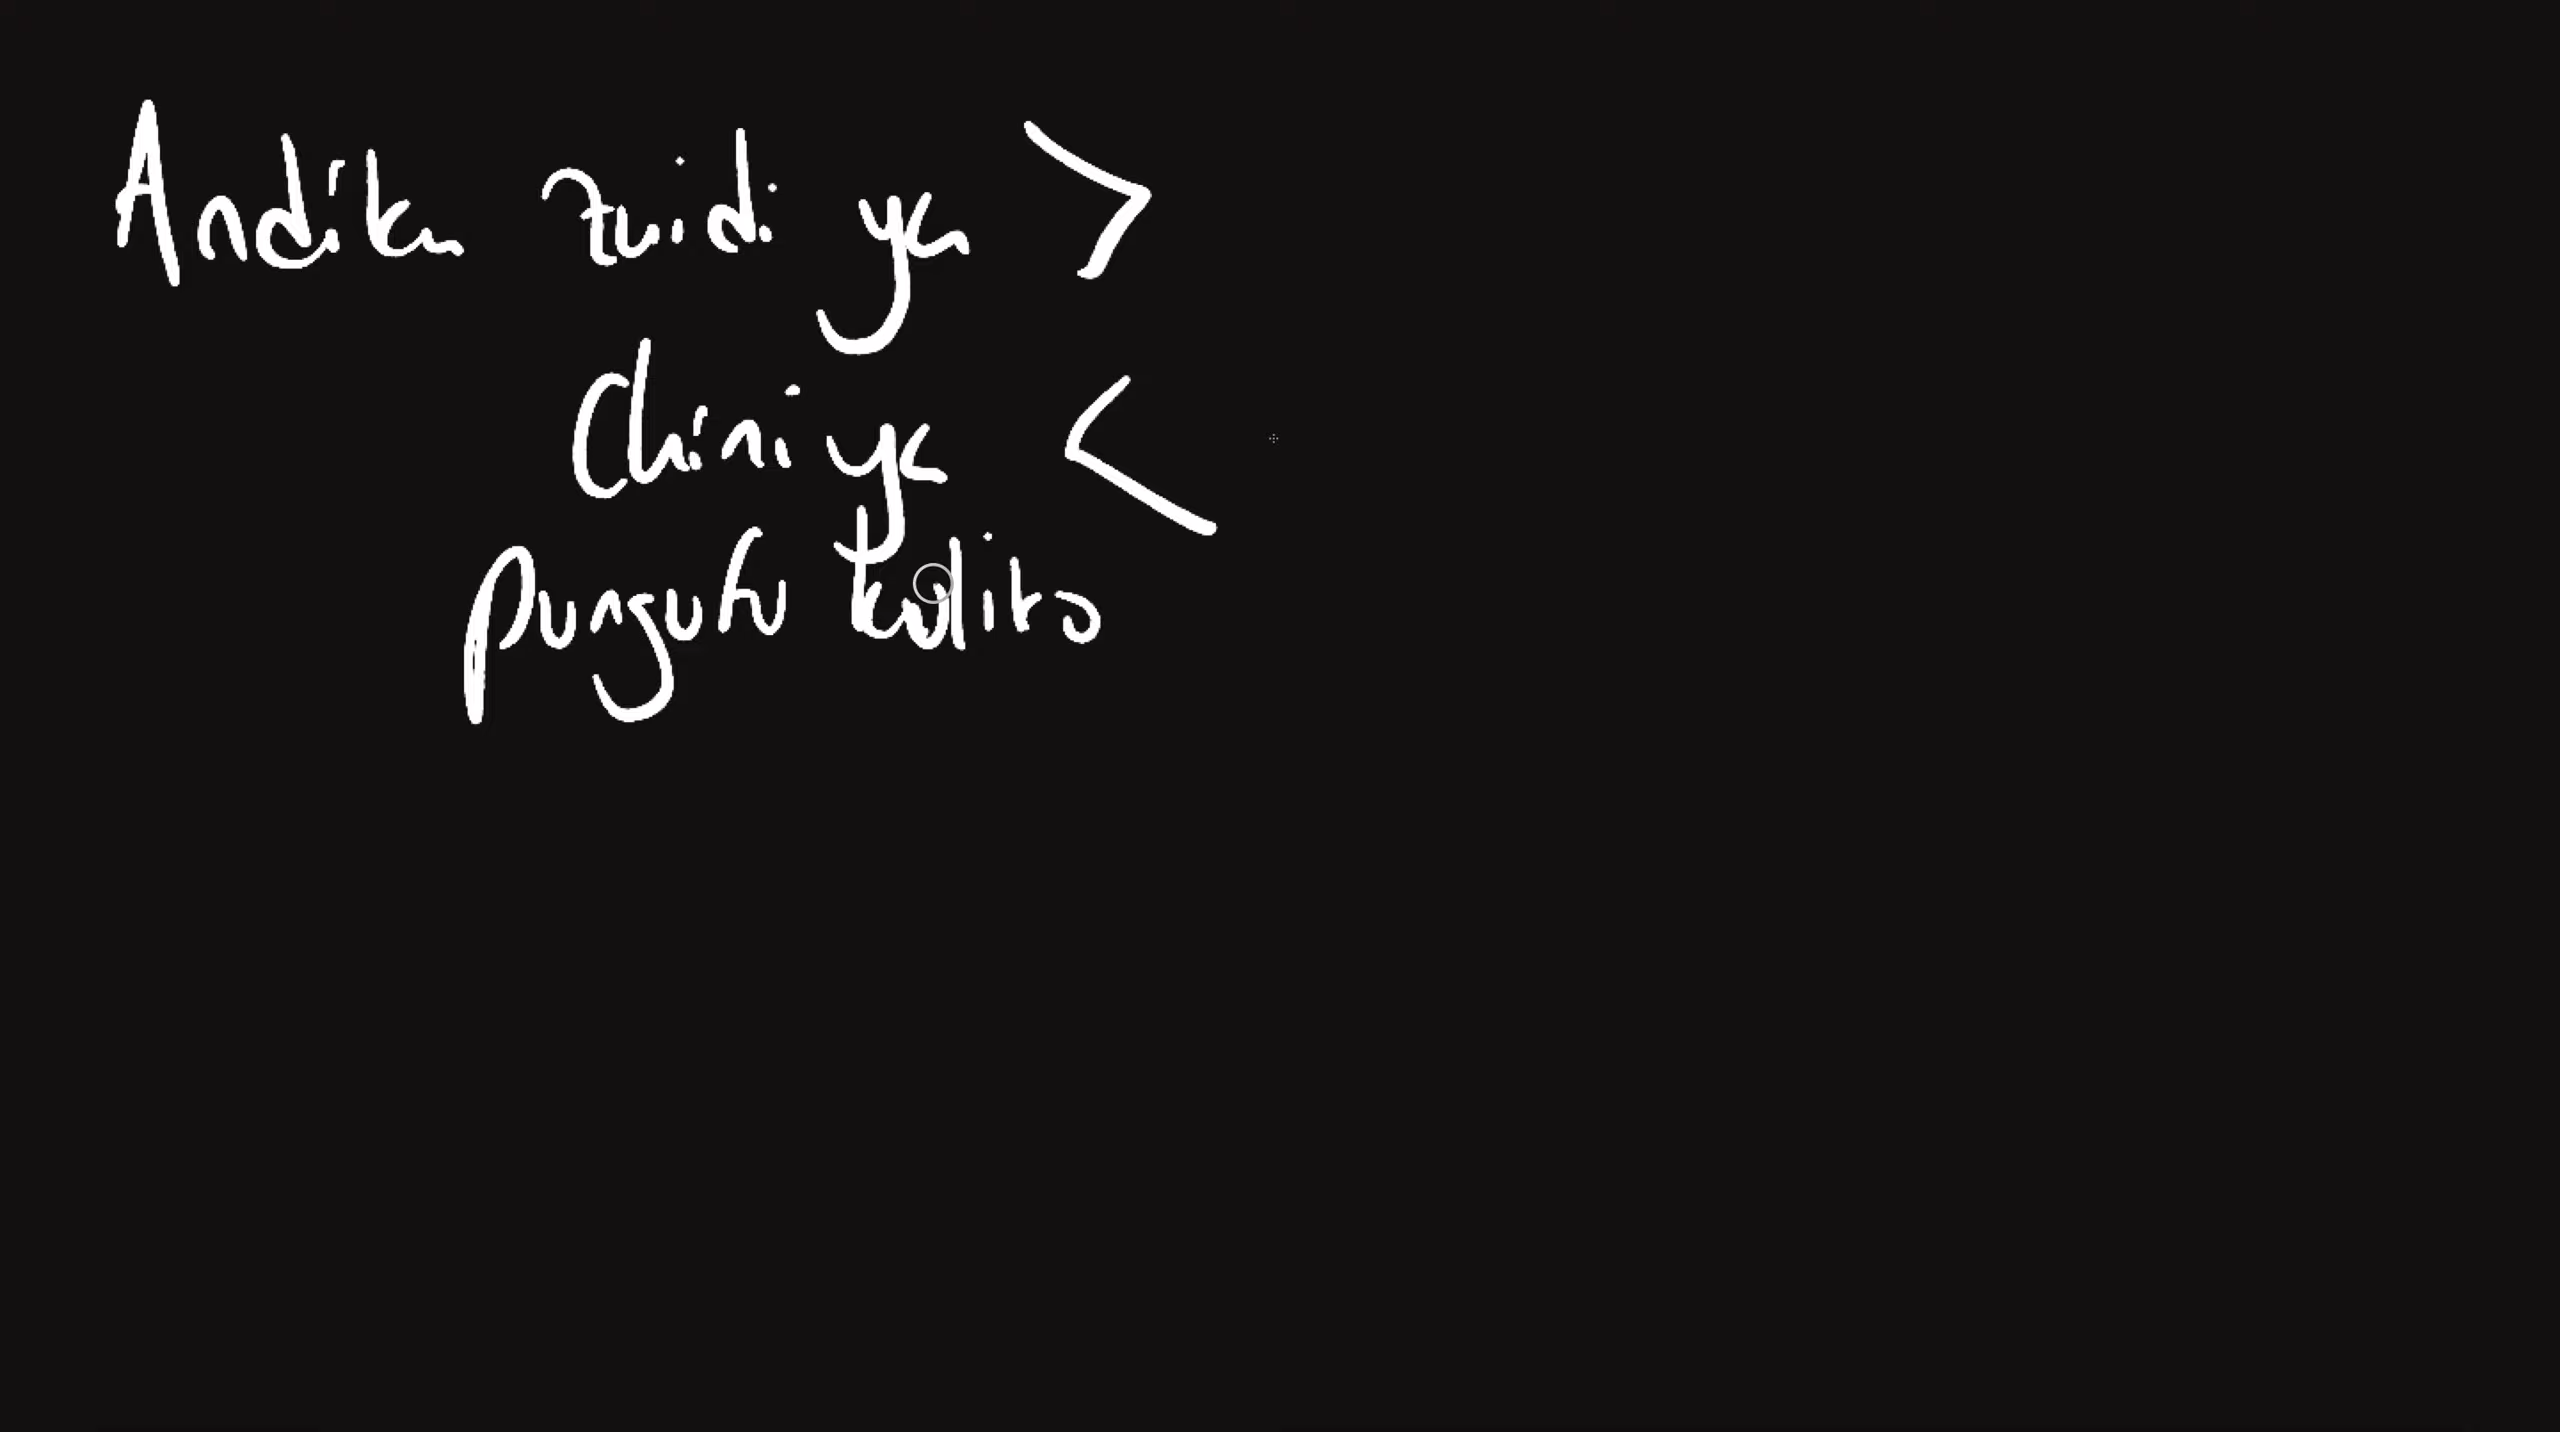 Andika zuidi ya >
Chini ya <
pungufu kuliko